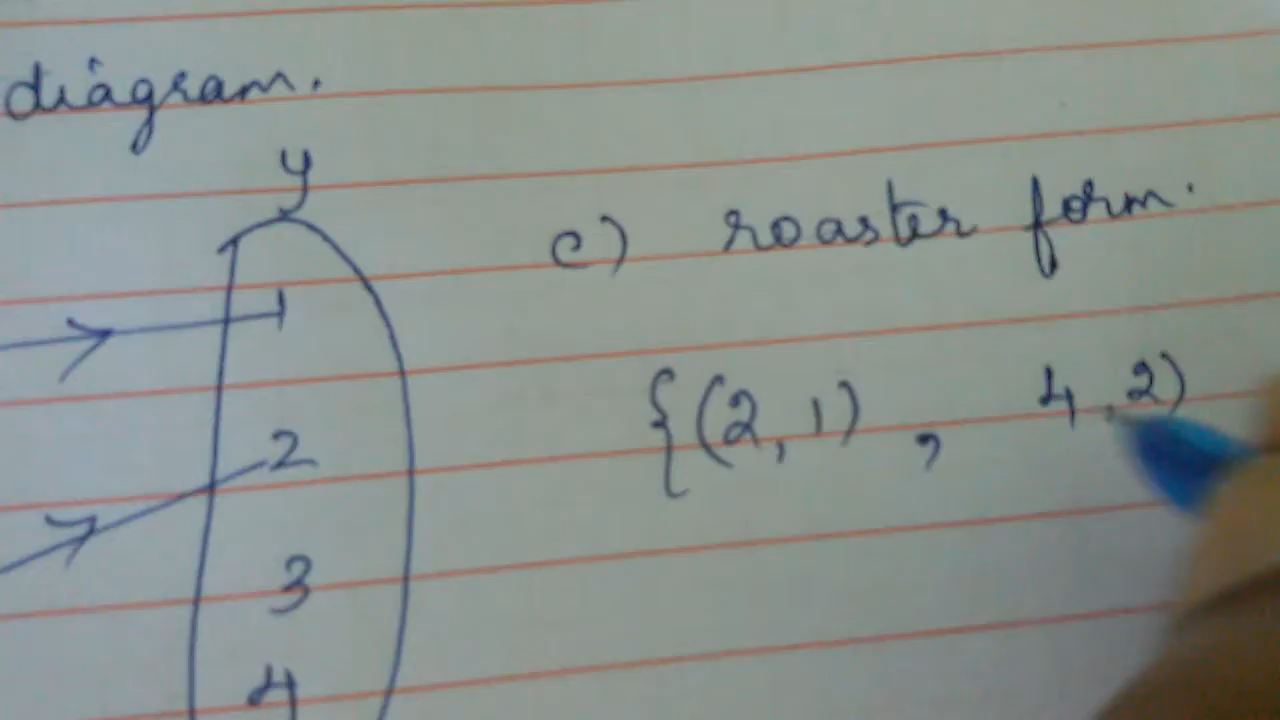 diagram.
y
c) roaster form.
1
{(2,1) , 4,2)
2
3
4